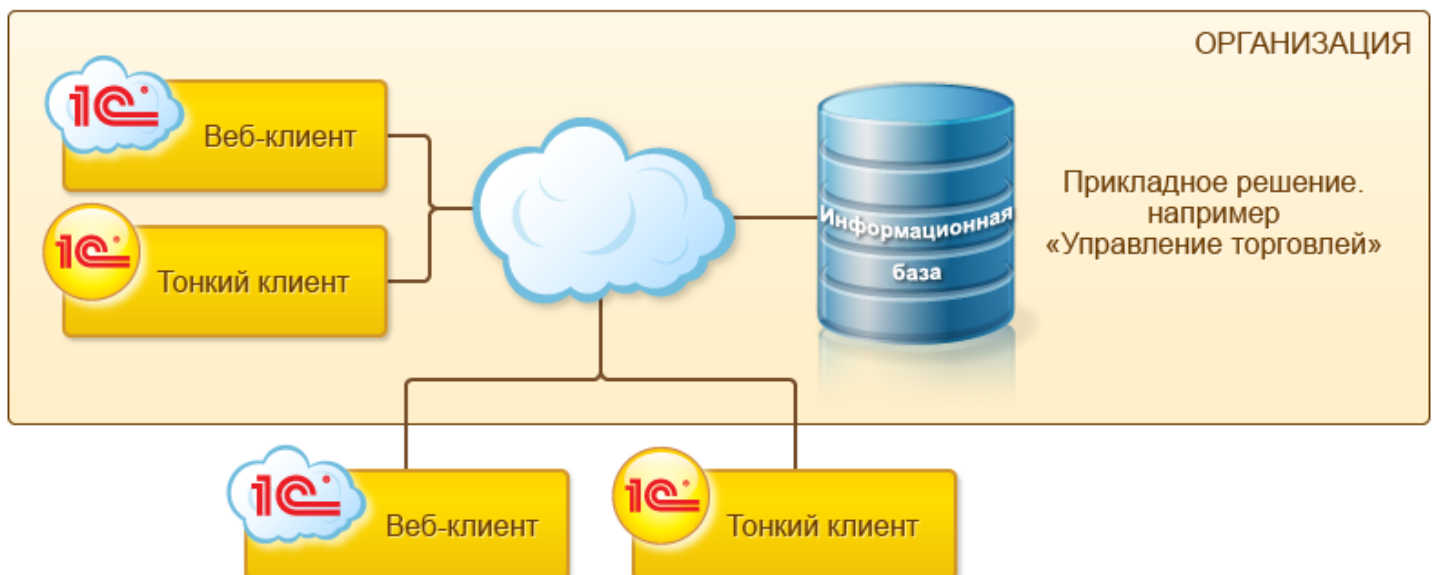 ОРГАНИЗАЦИЯ
1С
Веб-клиент
1С
Тонкий клиент
Информационная
база
Прикладное решение.
например
«Управление торговлей»
1С
Веб-клиент
1С
Тонкий клиент